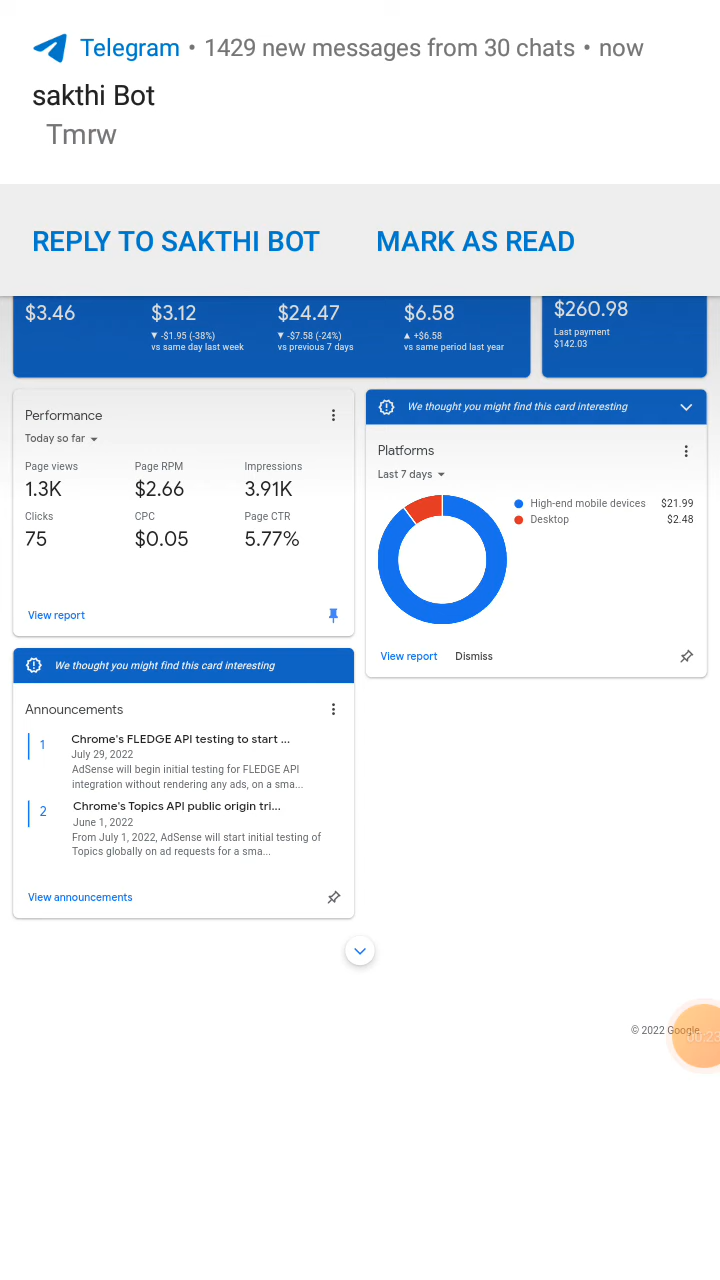 Telegram • 1429 new messages from 30 chats • now
sakthi Bot
Tmrw
REPLY TO SAKTHI BOT MARK AS READ
$3.46 $3.12 $24.47 $6.58 $260.98
▼ -$1.95 (-38%) ▼ -$7.58 (-24%) ▲ +$6.58 Last payment
vs same day last week vs previous 7 days vs same period last year $142.03
Performance
Today so far
Page views Page RPM Impressions
1.3K $2.66 3.91K
Clicks CPC Page CTR
75 $0.05 5.77%
View report
We thought you might find this card interesting
Platforms
Last 7 days
High-end mobile devices $21.99
Desktop $2.48
View report Dismiss
We thought you might find this card interesting
Announcements
1 Chrome's FLEDGE API testing to start ...
July 29, 2022
AdSense will begin initial testing for FLEDGE API
integration without rendering any ads, on a sma...
2 Chrome's Topics API public origin tri...
June 1, 2022
From July 1, 2022, AdSense will start initial testing of
Topics globally on ad requests for a sma...
View announcements
© 2022 Google
00:23